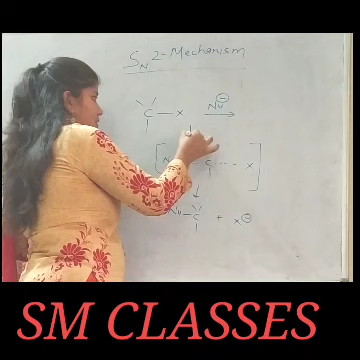 SN2-Mechanism
C — X Nu⊖
C --- X
Nu — C + X⊖
SM CLASSES